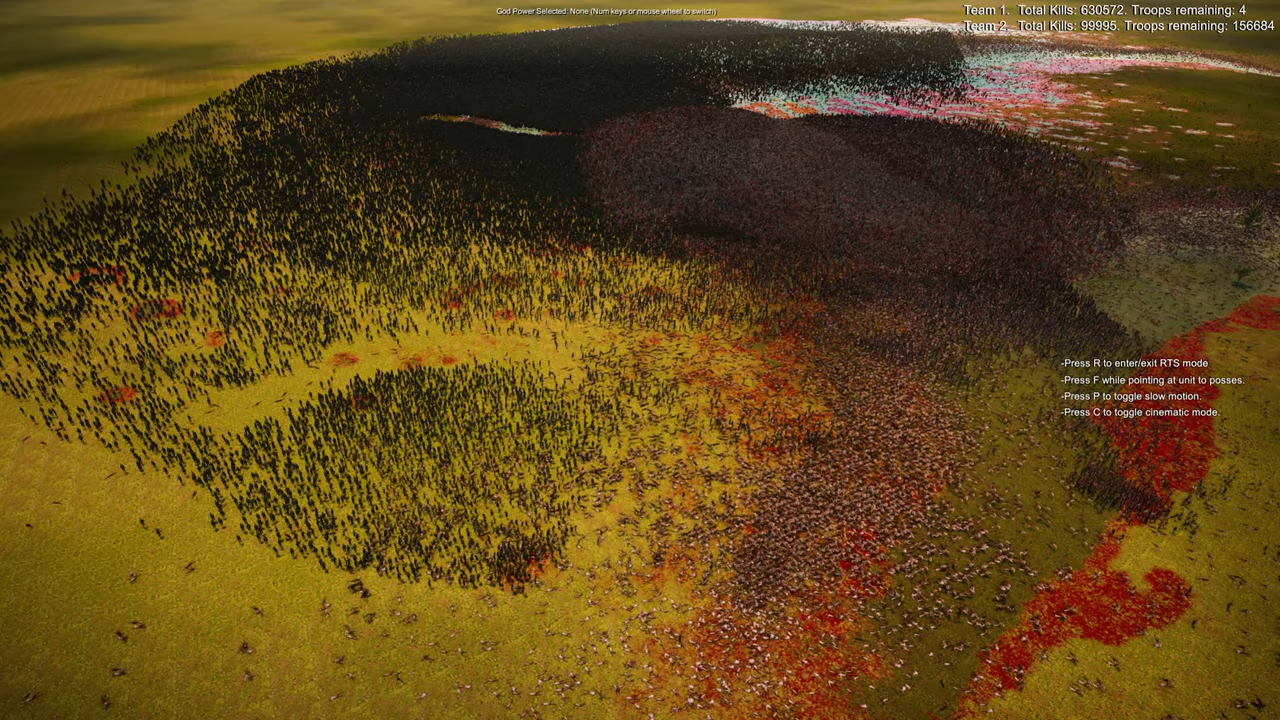 God Power Selected: None (Num keys or mouse wheel to switch)
Team 1.  Total Kills: 630572. Troops remaining: 4
Team 2.  Total Kills: 99995. Troops remaining: 156684
-Press R to enter/exit RTS mode
-Press F while pointing at unit to posses.
-Press P to toggle slow motion.
-Press C to toggle cinematic mode.